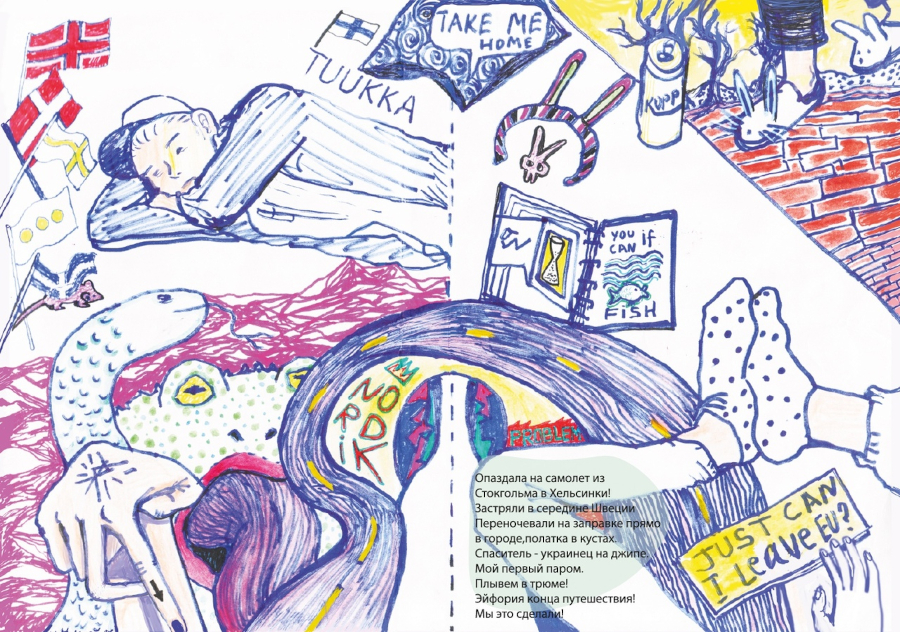 TAKE ME
HOME
TUUKKA
KUPP
YOU if
CAN
FISH
Опаздала на самолет из
Стокгольма в Хельсинки!
Застряли в середине Швеции
Переночевали на заправке прямо
в городе,полатка в кустах.
Спаситель - украинец на джипе.
Мой первый паром.
Плывем в трюме!
Эйфория конца путешествия!
Мы это сделали!
JUST CAN
I Leave EU?